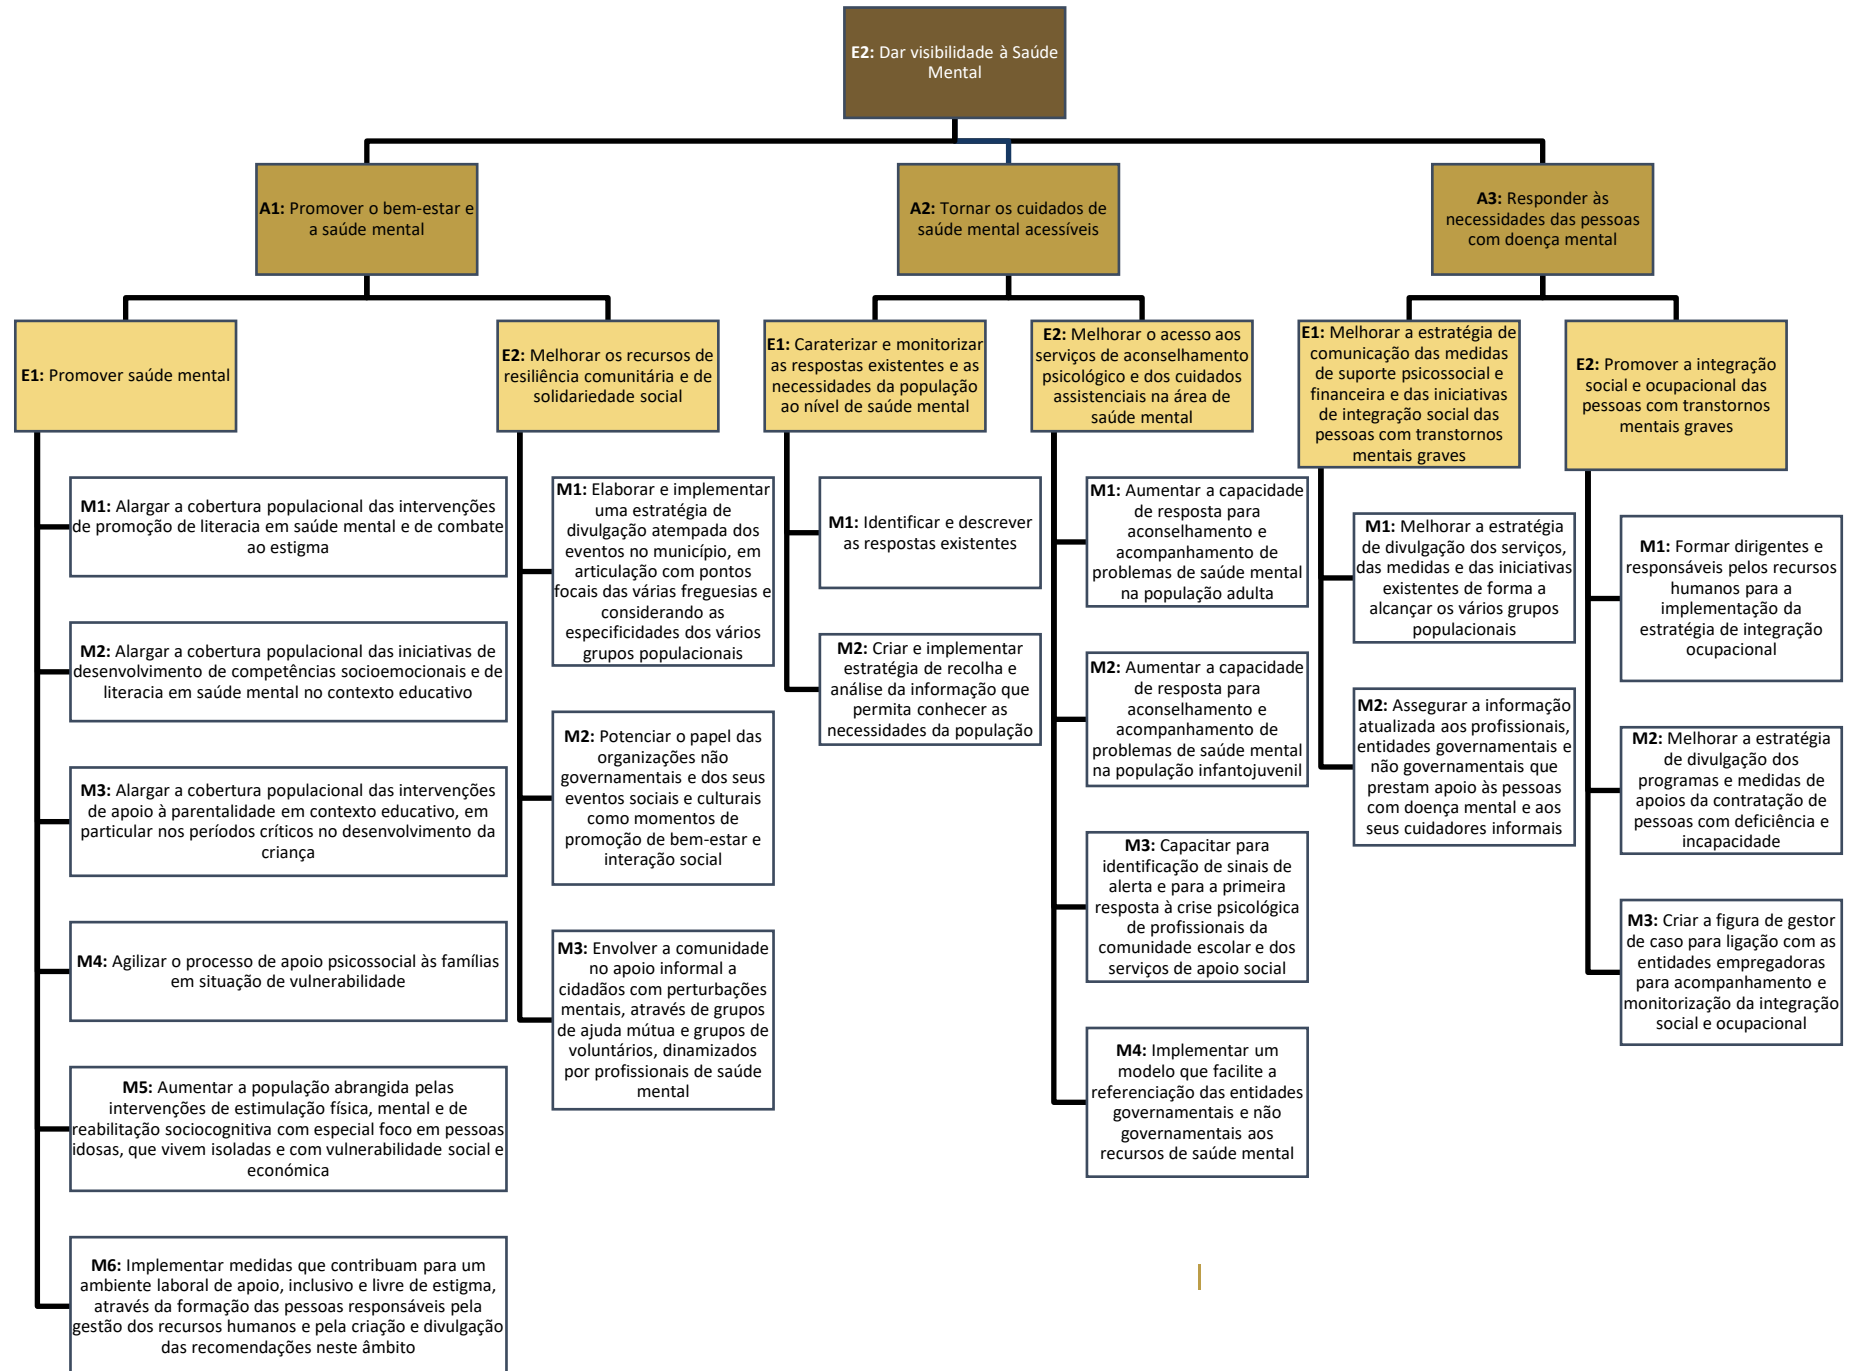 E2: Dar visibilidade à Saúde
Mental
A1: Promover o bem-estar e
a saúde mental
A2: Tornar os cuidados de
saúde mental acessíveis
A3: Responder às
necessidades das pessoas
com doença mental
E1: Promover saúde mental
E2: Melhorar os recursos de
resiliência comunitária e de
solidariedade social
E1: Caraterizar e monitorizar
as respostas existentes e as
necessidades da população
ao nível de saúde mental
E2: Melhorar o acesso aos
serviços de aconselhamento
psicológico e dos cuidados
assistenciais na área de
saúde mental
E1: Melhorar a estratégia de
comunicação das medidas
de suporte psicossocial e
financeira e das iniciativas
de integração social das
pessoas com transtornos
mentais graves
E2: Promover a integração
social e ocupacional das
pessoas com transtornos
mentais graves
M1: Alargar a cobertura populacional das intervenções
de promoção de literacia em saúde mental e de combate
ao estigma
M2: Alargar a cobertura populacional das iniciativas de
desenvolvimento de competências socioemocionais e de
literacia em saúde mental no contexto educativo
M3: Alargar a cobertura populacional das intervenções
de apoio à parentalidade em contexto educativo, em
particular nos períodos críticos no desenvolvimento da
criança
M4: Agilizar o processo de apoio psicossocial às famílias
em situação de vulnerabilidade
M5: Aumentar a população abrangida pelas
intervenções de estimulação física, mental e de
reabilitação sociocognitiva com especial foco em pessoas
idosas, que vivem isoladas e com vulnerabilidade social e
económica
M6: Implementar medidas que contribuam para um
ambiente laboral de apoio, inclusivo e livre de estigma,
através da formação das pessoas responsáveis pela
gestão dos recursos humanos e pela criação e divulgação
das recomendações neste âmbito
M1: Elaborar e implementar
uma estratégia de
divulgação atempada dos
eventos no município, em
articulação com pontos
focais das várias freguesias e
considerando as
especificidades dos vários
grupos populacionais
M2: Potenciar o papel das
organizações não
governamentais e dos seus
eventos sociais e culturais
como momentos de
promoção de bem-estar e
interação social
M3: Envolver a comunidade
no apoio informal a
cidadãos com perturbações
mentais, através de grupos
de ajuda mútua e grupos de
voluntários, dinamizados
por profissionais de saúde
mental
M1: Identificar e descrever
as respostas existentes
M2: Criar e implementar
estratégia de recolha e
análise da informação que
permita conhecer as
necessidades da população
M1: Aumentar a capacidade
de resposta para
aconselhamento e
acompanhamento de
problemas de saúde mental
na população adulta
M2: Aumentar a capacidade
de resposta para
aconselhamento e
acompanhamento de
problemas de saúde mental
na população infantojuvenil
M3: Capacitar para
identificação de sinais de
alerta e para a primeira
resposta à crise psicológica
de profissionais da
comunidade escolar e dos
serviços de apoio social
M4: Implementar um
modelo que facilite a
referenciação das entidades
governamentais e não
governamentais aos
recursos de saúde mental
M1: Melhorar a estratégia
de divulgação dos serviços,
das medidas e das iniciativas
existentes de forma a
alcançar os vários grupos
populacionais
M2: Assegurar a informação
atualizada aos profissionais,
entidades governamentais e
não governamentais que
prestam apoio às pessoas
com doença mental e aos
seus cuidadores informais
M1: Formar dirigentes e
responsáveis pelos recursos
humanos para a
implementação da
estratégia de integração
ocupacional
M2: Melhorar a estratégia
de divulgação dos
programas e medidas de
apoios da contratação de
pessoas com deficiência e
incapacidade
M3: Criar a figura de gestor
de caso para ligação com as
entidades empregadoras
para acompanhamento e
monitorização da integração
social e ocupacional